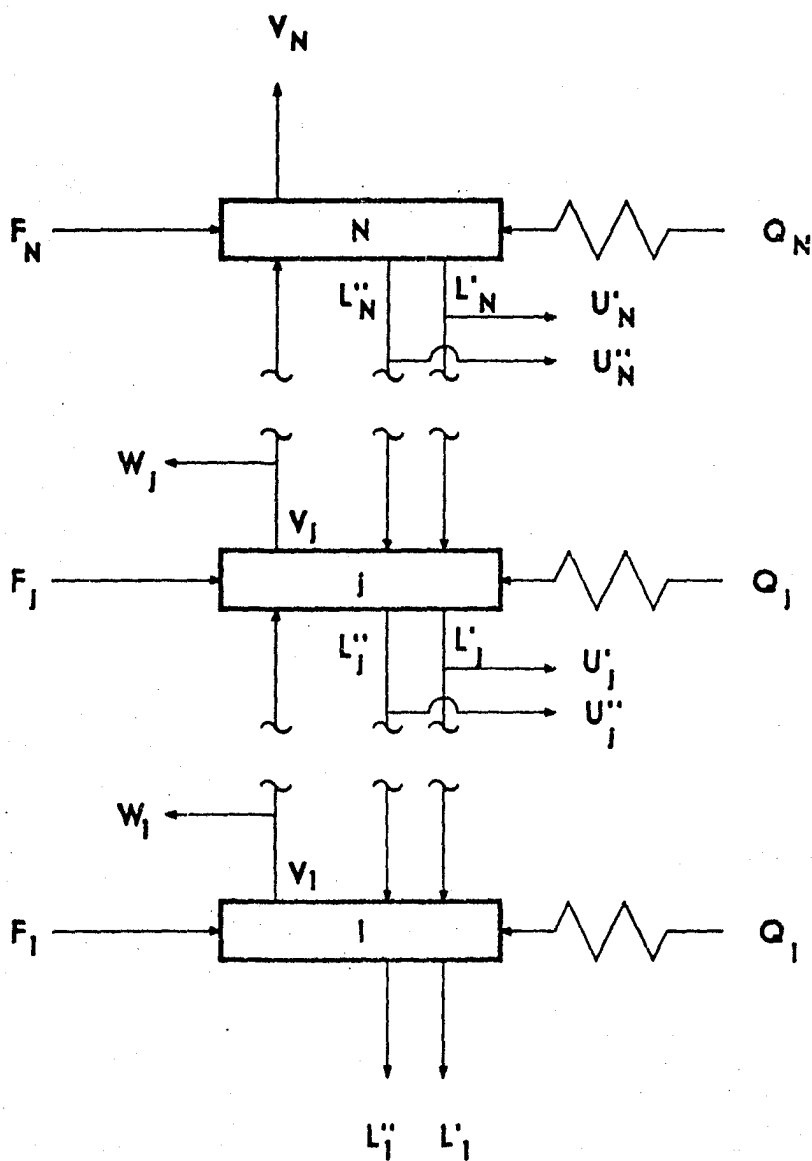 V_N
F_N N Q_N
L''_N L'_N U'_N
U''_N
W_j
V_j
F_j j Q_j
L''_j L'_j U'_j
U''_j
W_1
V_1
F_1 1 Q_1
L''_1 L'_1